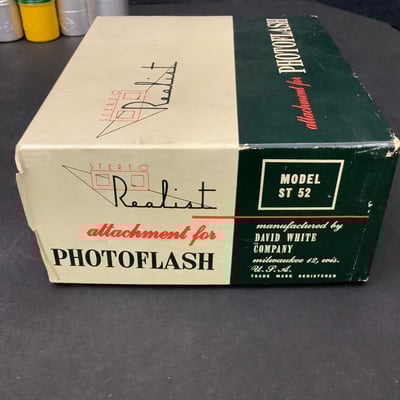 STEREO
Realist
attachment for
PHOTOFLASH
STEREO
Realist
attachment for
PHOTOFLASH
MODEL
ST 52
manufactured by
DAVID WHITE
COMPANY
milwaukee 12, wis.
U.S.A.
TRADE MARK REGISTERED